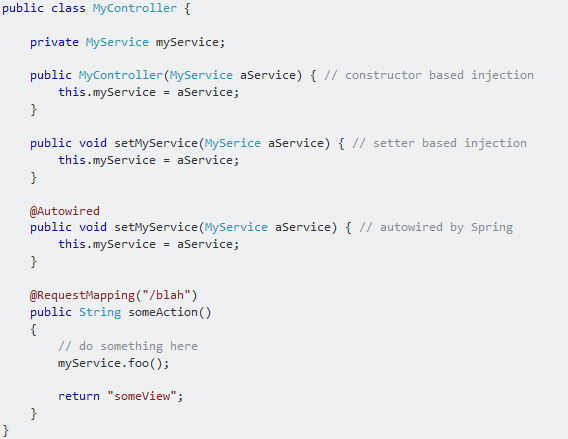 public class MyController {
private MyService myService;
public MyController(MyService aService) { // constructor based injection
this.myService = aService;
}
public void setMyService(MySerice aService) { // setter based injection
this.myService = aService;
}
@Autowired
public void setMyService(MyService aService) { // autowired by Spring
this.myService = aService;
}
@RequestMapping("/blah")
public String someAction()
{
// do something here
myService.foo();
return "someView";
}
}